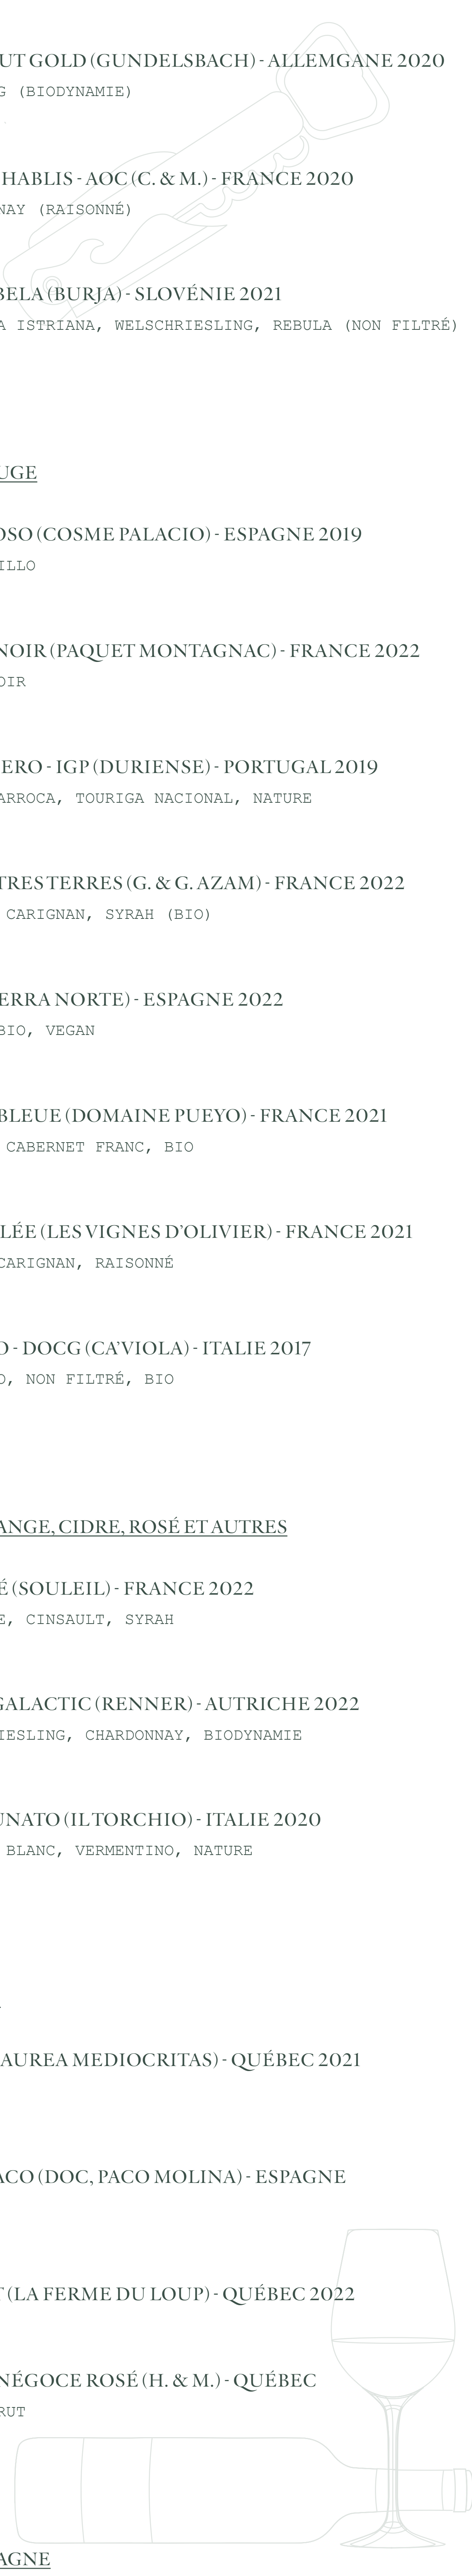 UT GOLD (GUNDELSBACH) - ALLEMGANE 2020
G (BIODYNAMIE)
HABLIS - AOC (C. & M.) - FRANCE 2020
NAY (RAISONNÉ)
BELA (BURJA) - SLOVÉNIE 2021
A ISTRIANA, WELSCHRIESLING, REBULA (NON FILTRÉ)
UGE
OSO (COSME PALACIO) - ESPAGNE 2019
ILLO
NOIR (PAQUET MONTAGNAC) - FRANCE 2022
OIR
ERO - IGP (DURIENSE) - PORTUGAL 2019
ARROCA, TOURIGA NACIONAL, NATURE
TRES TERRES (G. & G. AZAM) - FRANCE 2022
CARIGNAN, SYRAH (BIO)
ERRA NORTE) - ESPAGNE 2022
BIO, VEGAN
BLEUE (DOMAINE PUEYO) - FRANCE 2021
CABERNET FRANC, BIO
LÉE (LES VIGNES D'OLIVIER) - FRANCE 2021
CARIGNAN, RAISONNÉ
O - DOCG (CA'VIOLA) - ITALIE 2017
O, NON FILTRÉ, BIO
ANGE, CIDRE, ROSÉ ET AUTRES
É (SOULEIL) - FRANCE 2022
E, CINSAULT, SYRAH
GALACTIC (RENNER) - AUTRICHE 2022
IESLING, CHARDONNAY, BIODYNAMIE
UNATO (IL TORCHIO) - ITALIE 2020
BLANC, VERMENTINO, NATURE
AUREA MEDIOCRITAS) - QUÉBEC 2021
ACO (DOC, PACO MOLINA) - ESPAGNE
T (LA FERME DU LOUP) - QUÉBEC 2022
NÉGOCE ROSÉ (H. & M.) - QUÉBEC
RUT
AGNE